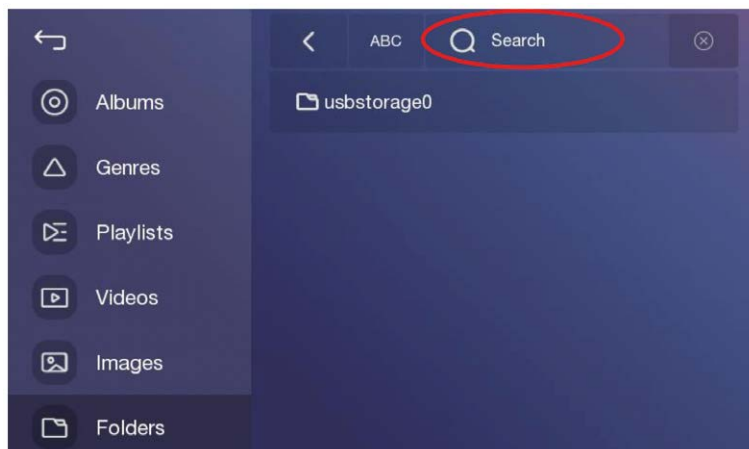 ABC
Search
usbstorage0
Albums
Genres
Playlists
Videos
Images
Folders